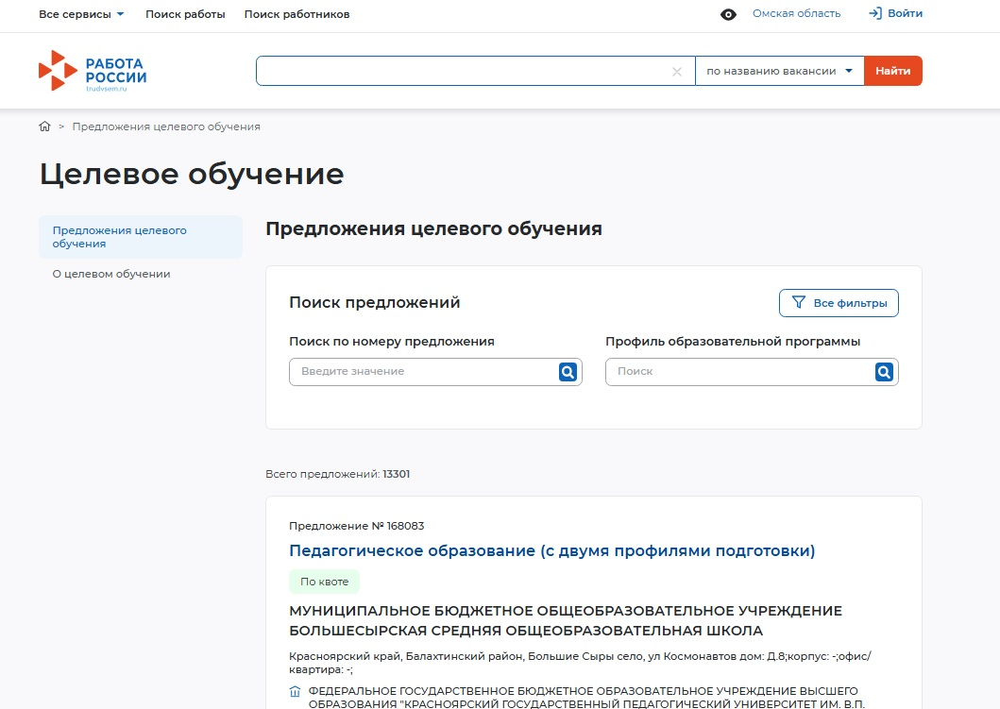 Все сервисы
Поиск работы
Поиск работников
Омская область
Войти
РАБОТА
РОССИИ
trudvsem.ru
по названию вакансии
Найти
> Предложения целевого обучения
Целевое обучение
Предложения целевого
обучения
О целевом обучении
Предложения целевого обучения
Поиск предложений
Все фильтры
Поиск по номеру предложения
Профиль образовательной программы
Введите значение
Поиск
Всего предложений: 13301
Предложение № 168083
Педагогическое образование (с двумя профилями подготовки)
По квоте
МУНИЦИПАЛЬНОЕ БЮДЖЕТНОЕ ОБЩЕОБРАЗОВАТЕЛЬНОЕ УЧРЕЖДЕНИЕ
БОЛЬШЕСЫРСКАЯ СРЕДНЯЯ ОБЩЕОБРАЗОВАТЕЛЬНАЯ ШКОЛА
Красноярский край, Балахтинский район, Большие Сыры село, ул Космонавтов дом: Д.8;корпус: -;офис/
квартира: -;
ФЕДЕРАЛЬНОЕ ГОСУДАРСТВЕННОЕ БЮДЖЕТНОЕ ОБРАЗОВАТЕЛЬНОЕ УЧРЕЖДЕНИЕ ВЫСШЕГО
ОБРАЗОВАНИЯ "КРАСНОЯРСКИЙ ГОСУДАРСТВЕННЫЙ ПЕДАГОГИЧЕСКИЙ УНИВЕРСИТЕТ ИМ. В.П.